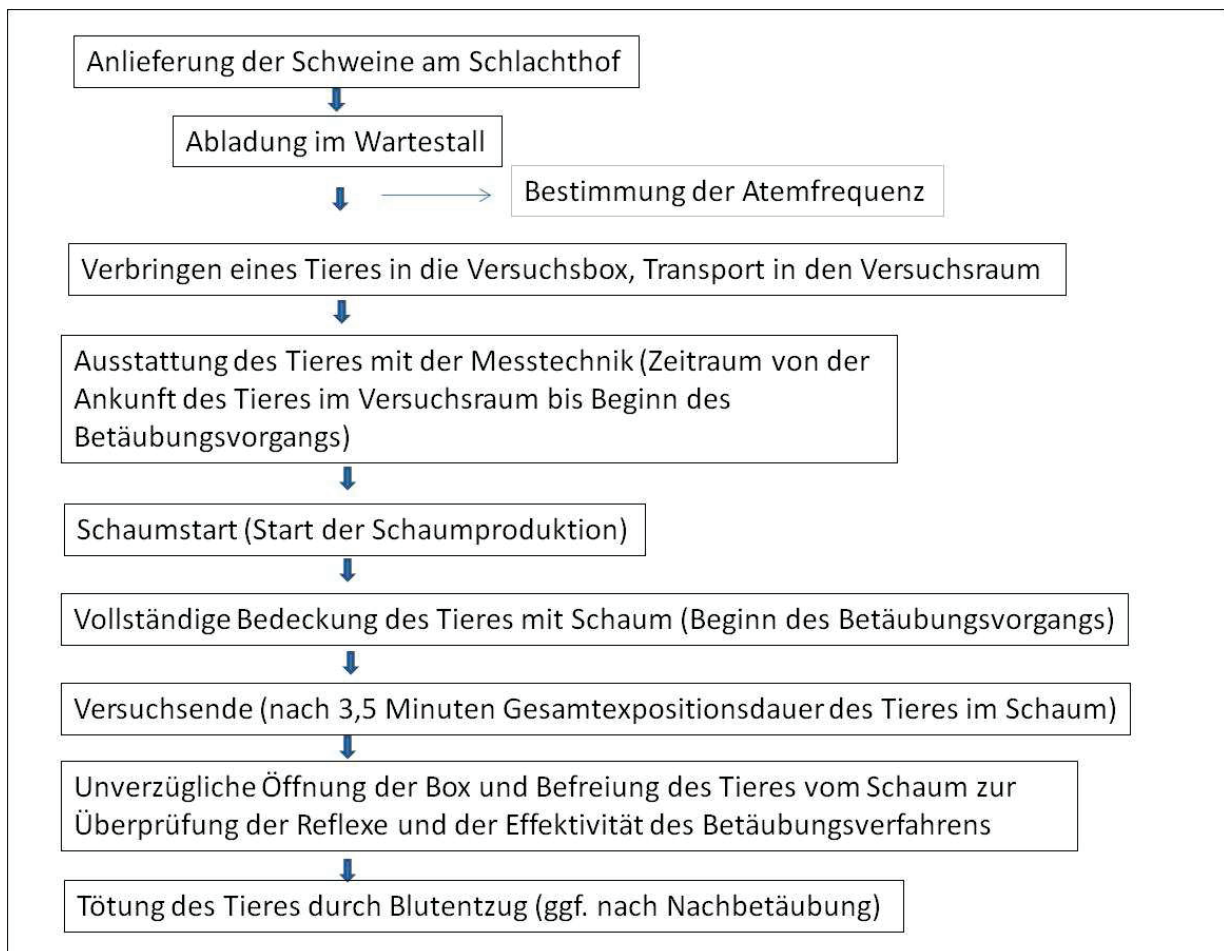 Anlieferung der Schweine am Schlachthof
Abladung im Wartestall
Bestimmung der Atemfrequenz
Verbringen eines Tieres in die Versuchsbox, Transport in den Versuchsraum
Ausstattung des Tieres mit der Messtechnik (Zeitraum von der
Ankunft des Tieres im Versuchsraum bis Beginn des
Betäubungsvorgangs)
Schaumstart (Start der Schaumproduktion)
Vollständige Bedeckung des Tieres mit Schaum (Beginn des Betäubungsvorgangs)
Versuchsende (nach 3,5 Minuten Gesamtexpositionsdauer des Tieres im Schaum)
Unverzügliche Öffnung der Box und Befreiung des Tieres vom Schaum zur
Überprüfung der Reflexe und der Effektivität des Betäubungsverfahrens
Tötung des Tieres durch Blutentzug (ggf. nach Nachbetäubung)